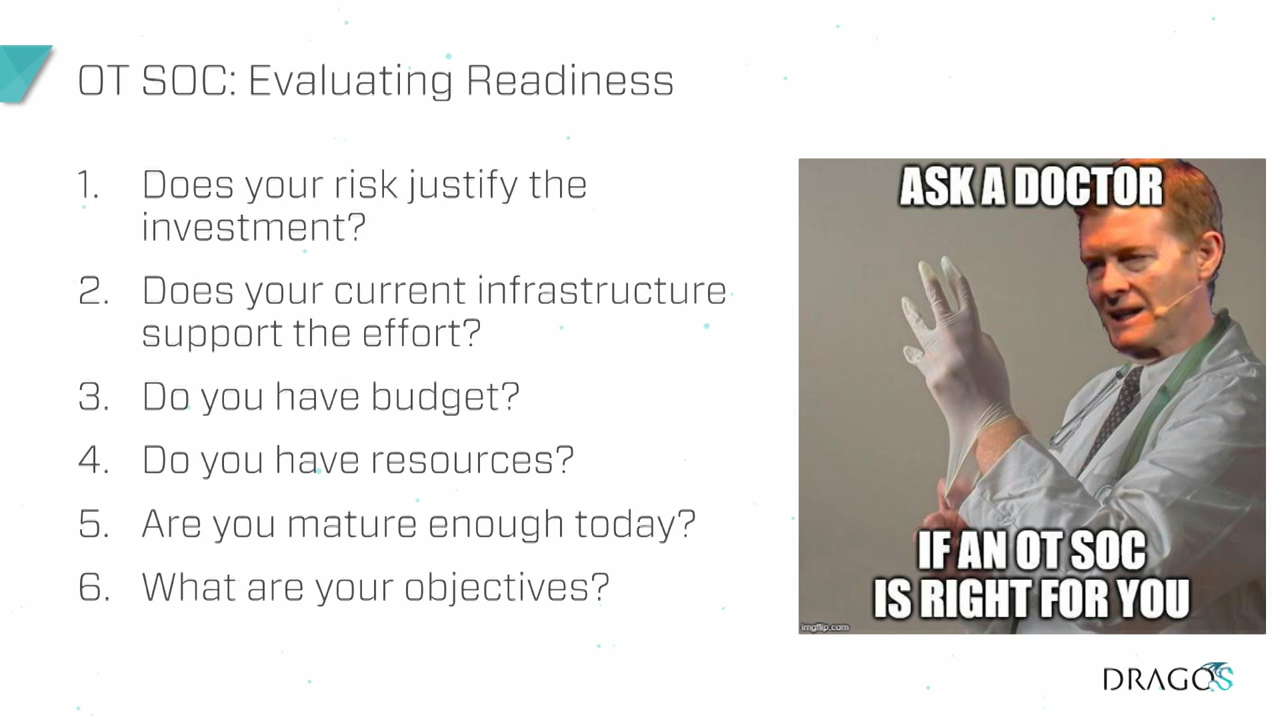 OT SOC: Evaluating Readiness
1. Does your risk justify the
investment?
2. Does your current infrastructure
support the effort?
3. Do you have budget?
4. Do you have resources?
5. Are you mature enough today?
6. What are your objectives?
ASK A DOCTOR
IF AN OT SOC
IS RIGHT FOR YOU
imgflip.com
DRAGOS